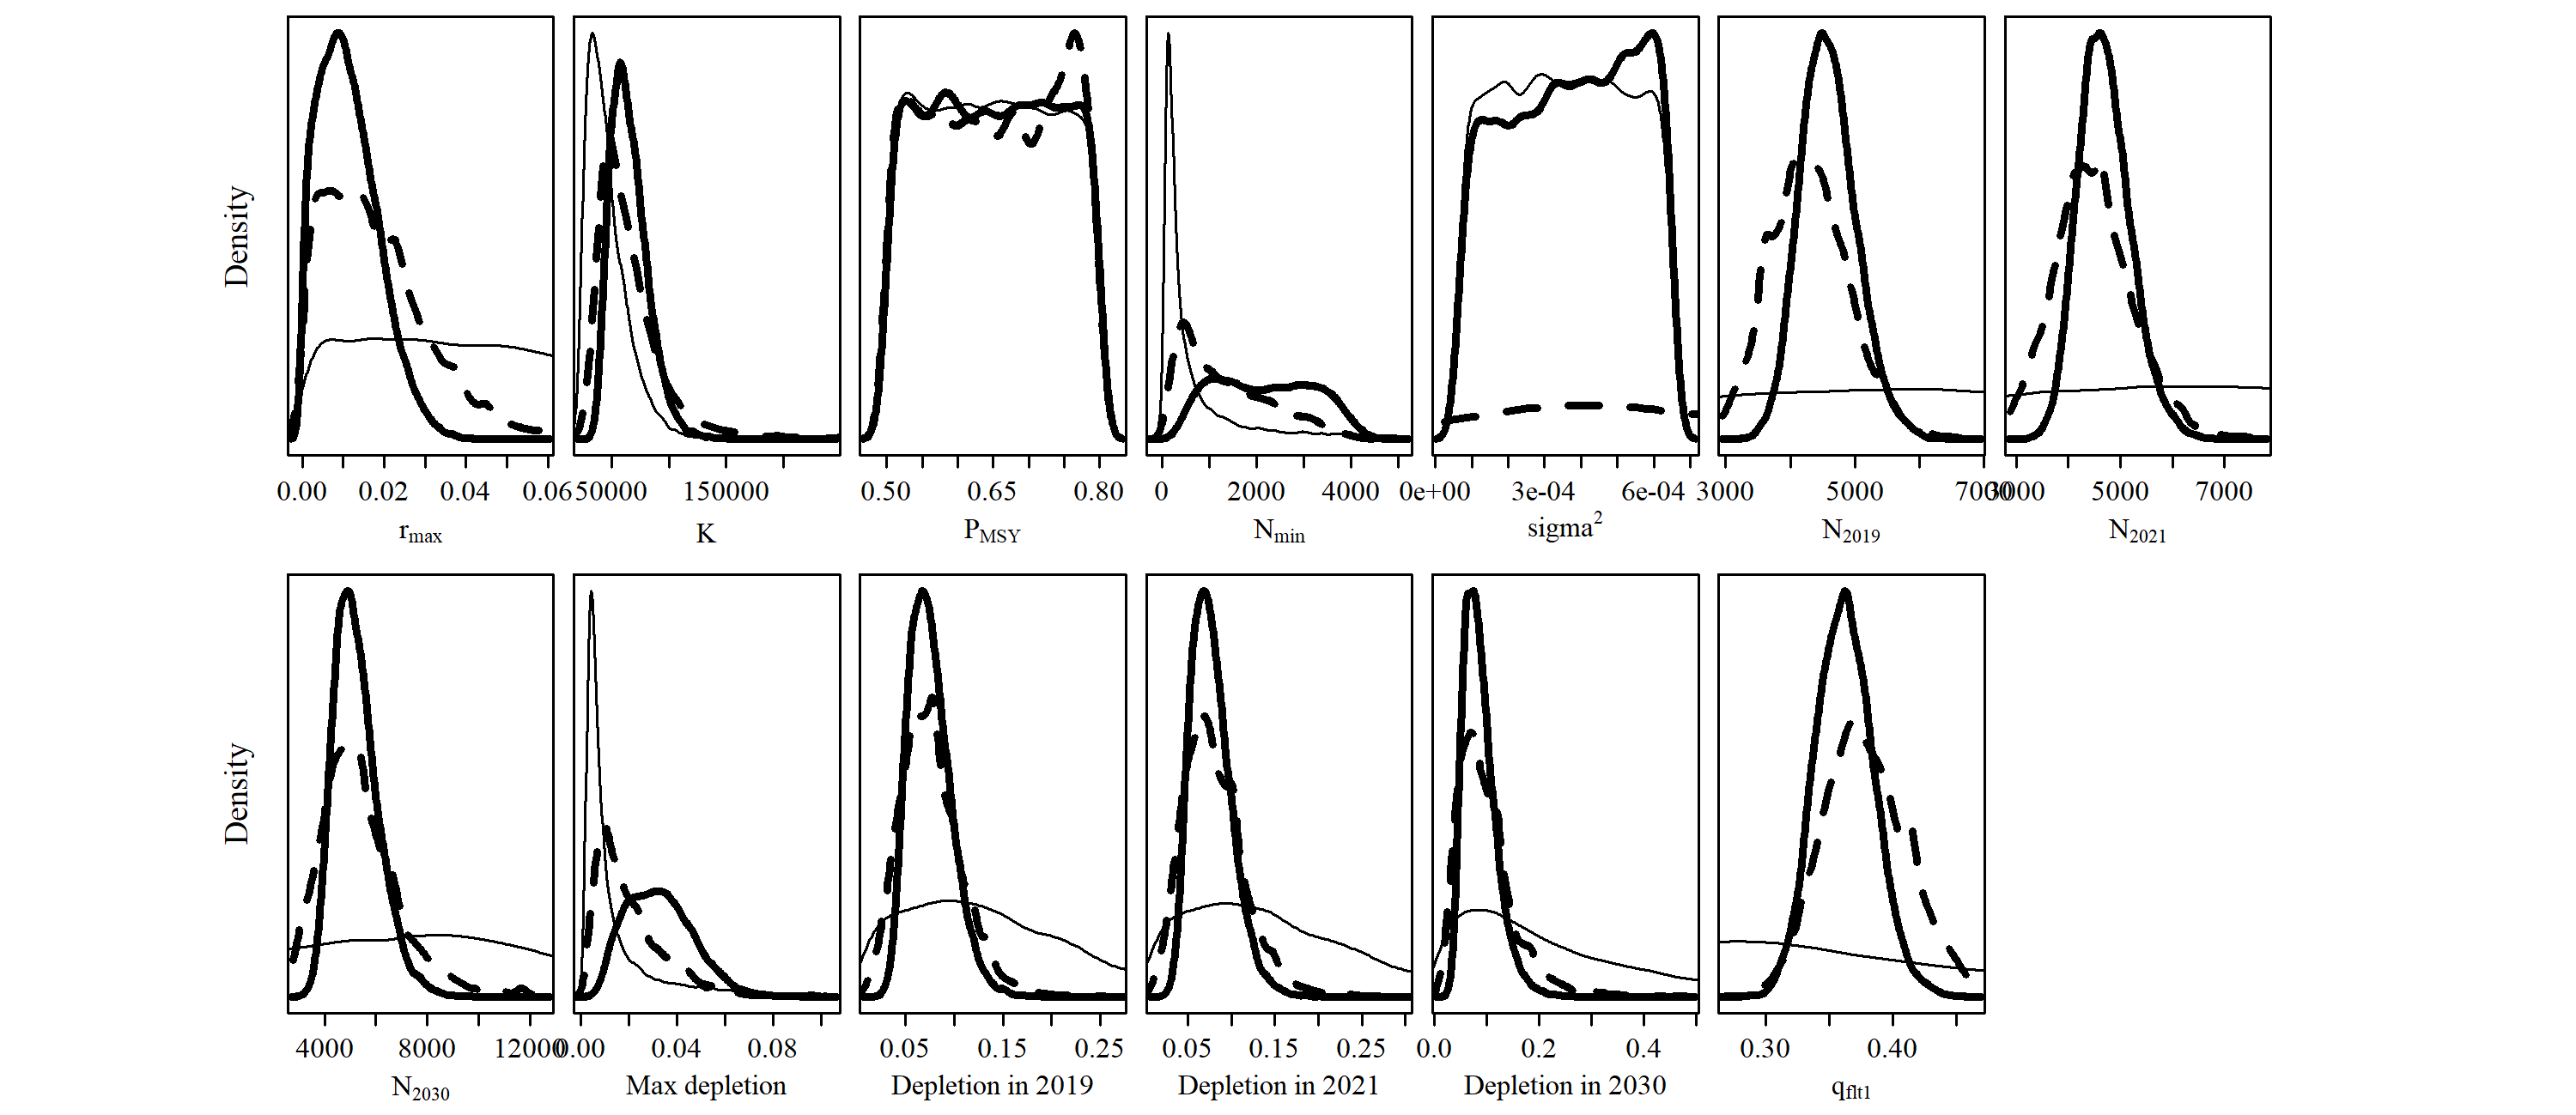 Density
0.00 0.02 0.04 0.06 50000 150000 0.50 0.65 0.80 0 2000 4000 0e+00 3e-04 6e-04 3000 5000 7000 3000 5000 7000
rmax K PMSY Nmin sigma2 N2019 N2021
Density
4000 8000 12000 0.00 0.04 0.08 0.05 0.15 0.25 0.05 0.15 0.25 0.0 0.2 0.4 0.30 0.40
N2030 Max depletion Depletion in 2019 Depletion in 2021 Depletion in 2030 qflt1